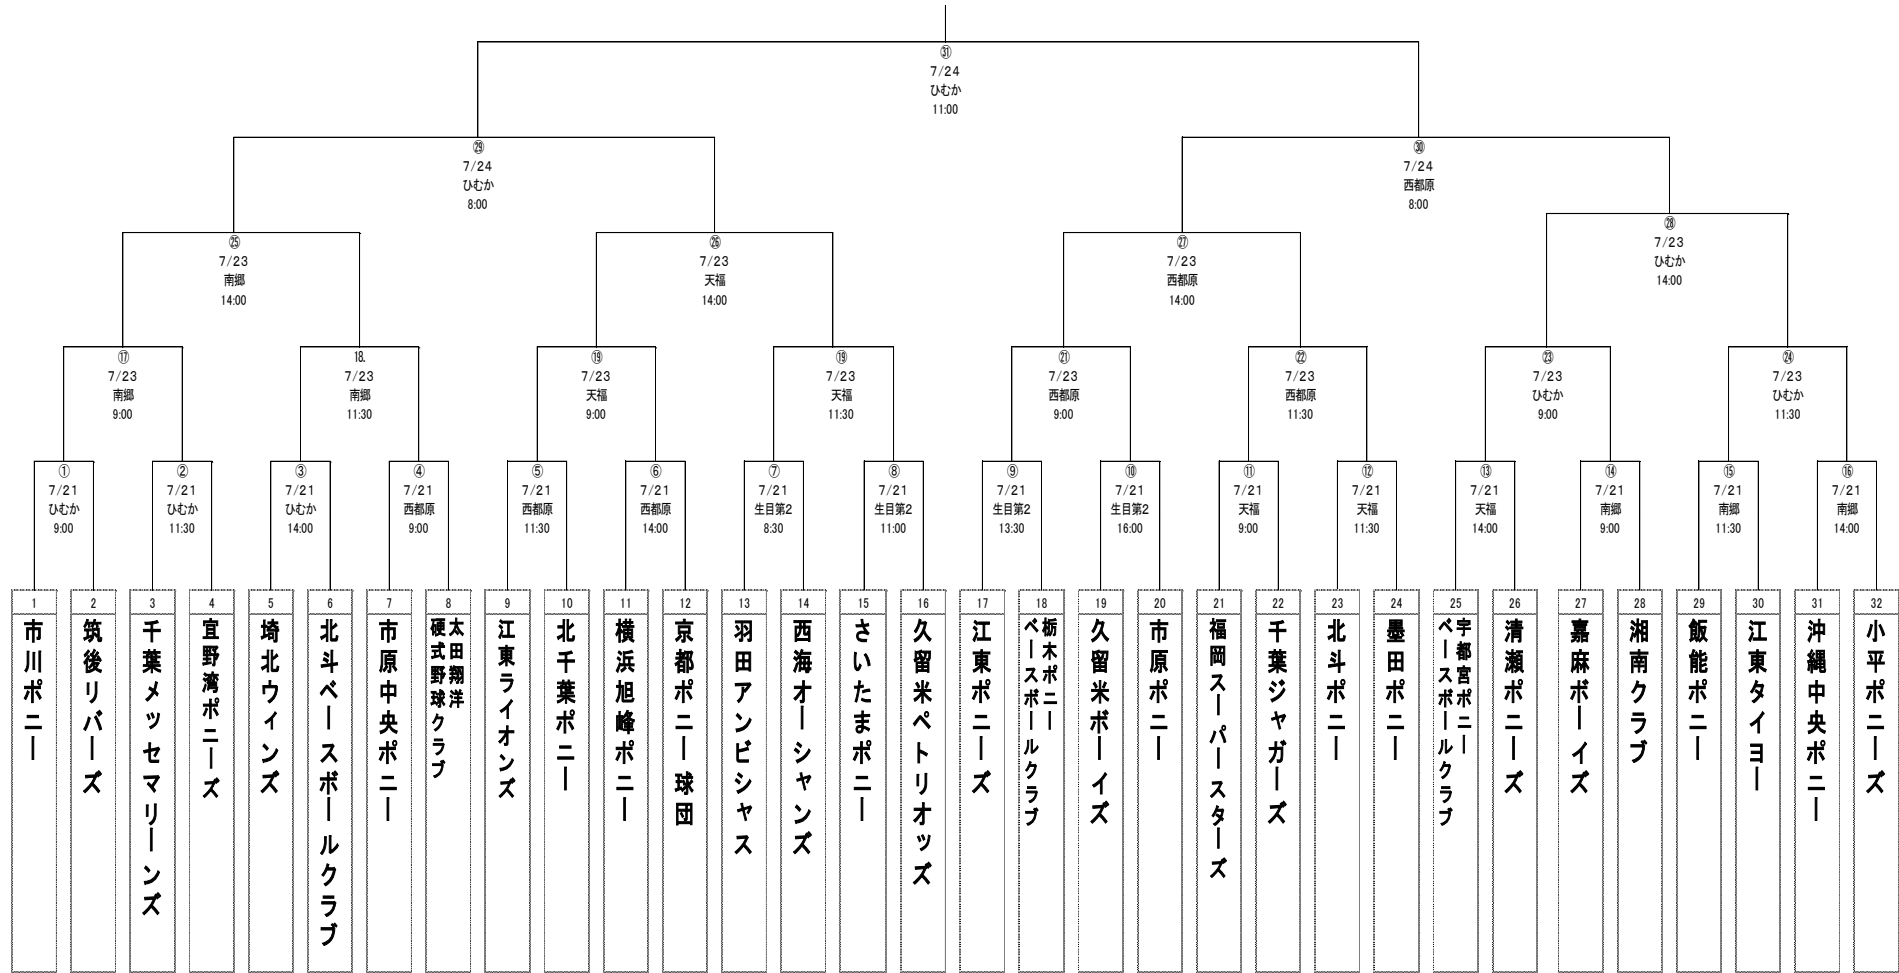 ㉛
7/24
ひむか
11:00
㉙
7/24
ひむか
8:00
㉚
7/24
西都原
8:00
㉕
7/23
南郷
14:00
㉖
7/23
天福
14:00
㉗
7/23
西都原
14:00
㉘
7/23
ひむか
14:00
⑰
7/23
南郷
9:00
18.
7/23
南郷
11:30
⑲
7/23
天福
9:00
⑲
7/23
天福
11:30
㉑
7/23
西都原
9:00
㉒
7/23
西都原
11:30
㉓
7/23
ひむか
9:00
㉔
7/23
ひむか
11:30
①
7/21
ひむか
9:00
②
7/21
ひむか
11:30
③
7/21
ひむか
14:00
④
7/21
西都原
9:00
⑤
7/21
西都原
11:30
⑥
7/21
西都原
14:00
⑦
7/21
生目第2
8:30
⑧
7/21
生目第2
11:00
⑨
7/21
生目第2
13:30
⑩
7/21
生目第2
16:00
⑪
7/21
天福
9:00
⑫
7/21
天福
11:30
⑬
7/21
天福
14:00
⑭
7/21
南郷
9:00
⑮
7/21
南郷
11:30
⑯
7/21
南郷
14:00
1
市川ポニー
2
筑後リバーズ
3
千葉メッセマリーンズ
4
宜野湾ポニーズ
5
埼北ウィンズ
6
北斗ベースボールクラブ
7
市原中央ポニー
8
太田翔洋
硬式野球クラブ
9
江東ライオンズ
10
北千葉ポニー
11
横浜旭峰ポニー
12
京都ポニー球団
13
羽田アンビシャス
14
西海オーシャンズ
15
さいたまポニー
16
久留米ペトリオッズ
17
江東ポニーズ
18
栃木ポニー
ベースボールクラブ
19
久留米ボーイズ
20
市原ポニー
21
福岡スーパースターズ
22
千葉ジャガーズ
23
北斗ポニー
24
墨田ポニー
25
宇都宮ポニー
ベースボールクラブ
26
清瀬ポニーズ
27
嘉麻ボーイズ
28
湘南クラブ
29
飯能ポニー
30
江東タイヨー
31
沖縄中央ポニー
32
小平ポニーズ